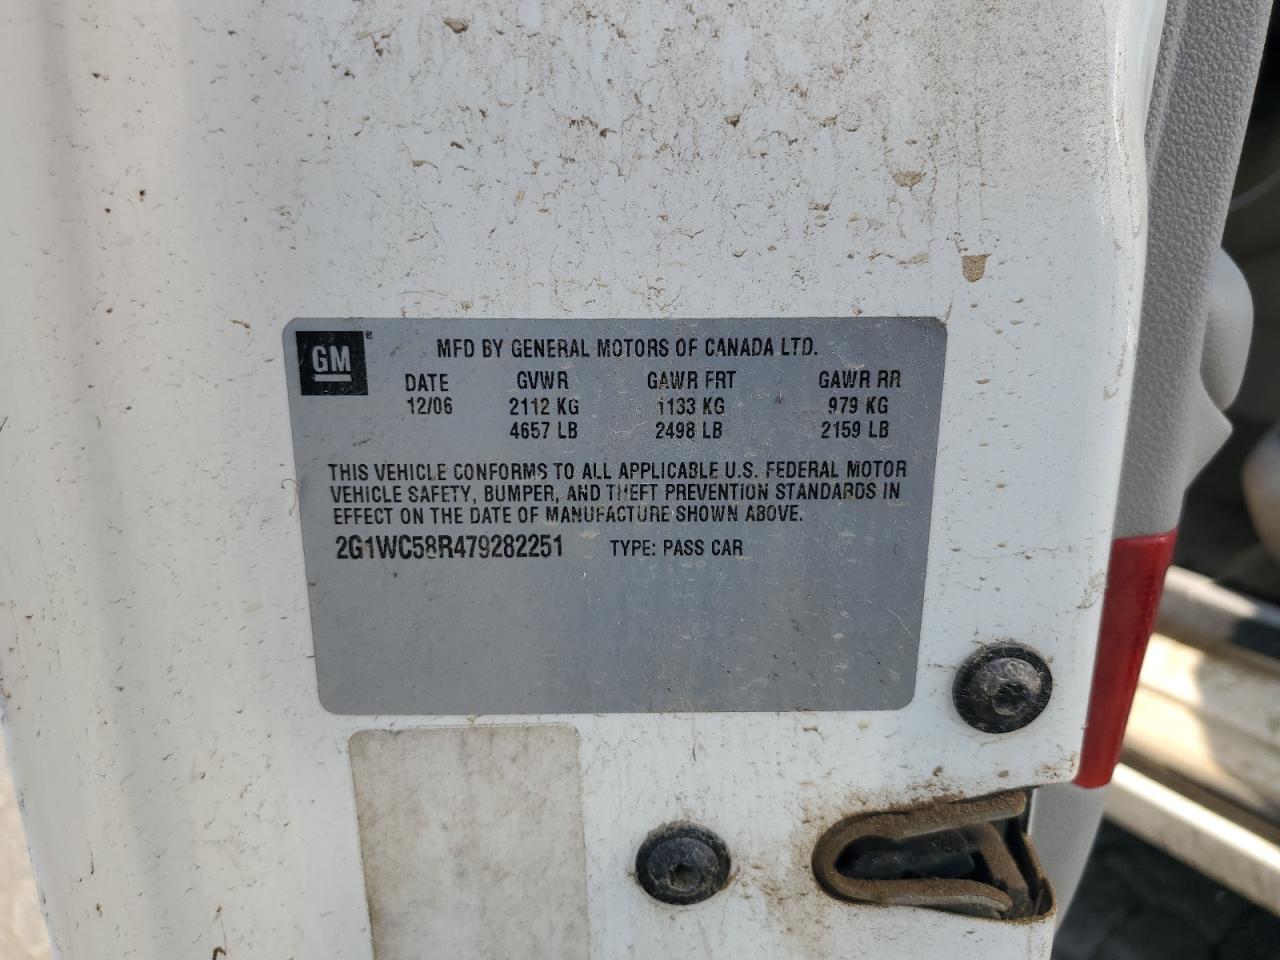 GM ®
MFD BY GENERAL MOTORS OF CANADA LTD.
DATE GVWR GAWR FRT GAWR RR
12/06 2112 KG 1133 KG 979 KG
4657 LB 2498 LB 2159 LB
THIS VEHICLE CONFORMS TO ALL APPLICABLE U.S. FEDERAL MOTOR
VEHICLE SAFETY, BUMPER, AND THEFT PREVENTION STANDARDS IN
EFFECT ON THE DATE OF MANUFACTURE SHOWN ABOVE.
2G1WC58R479282251 TYPE: PASS CAR